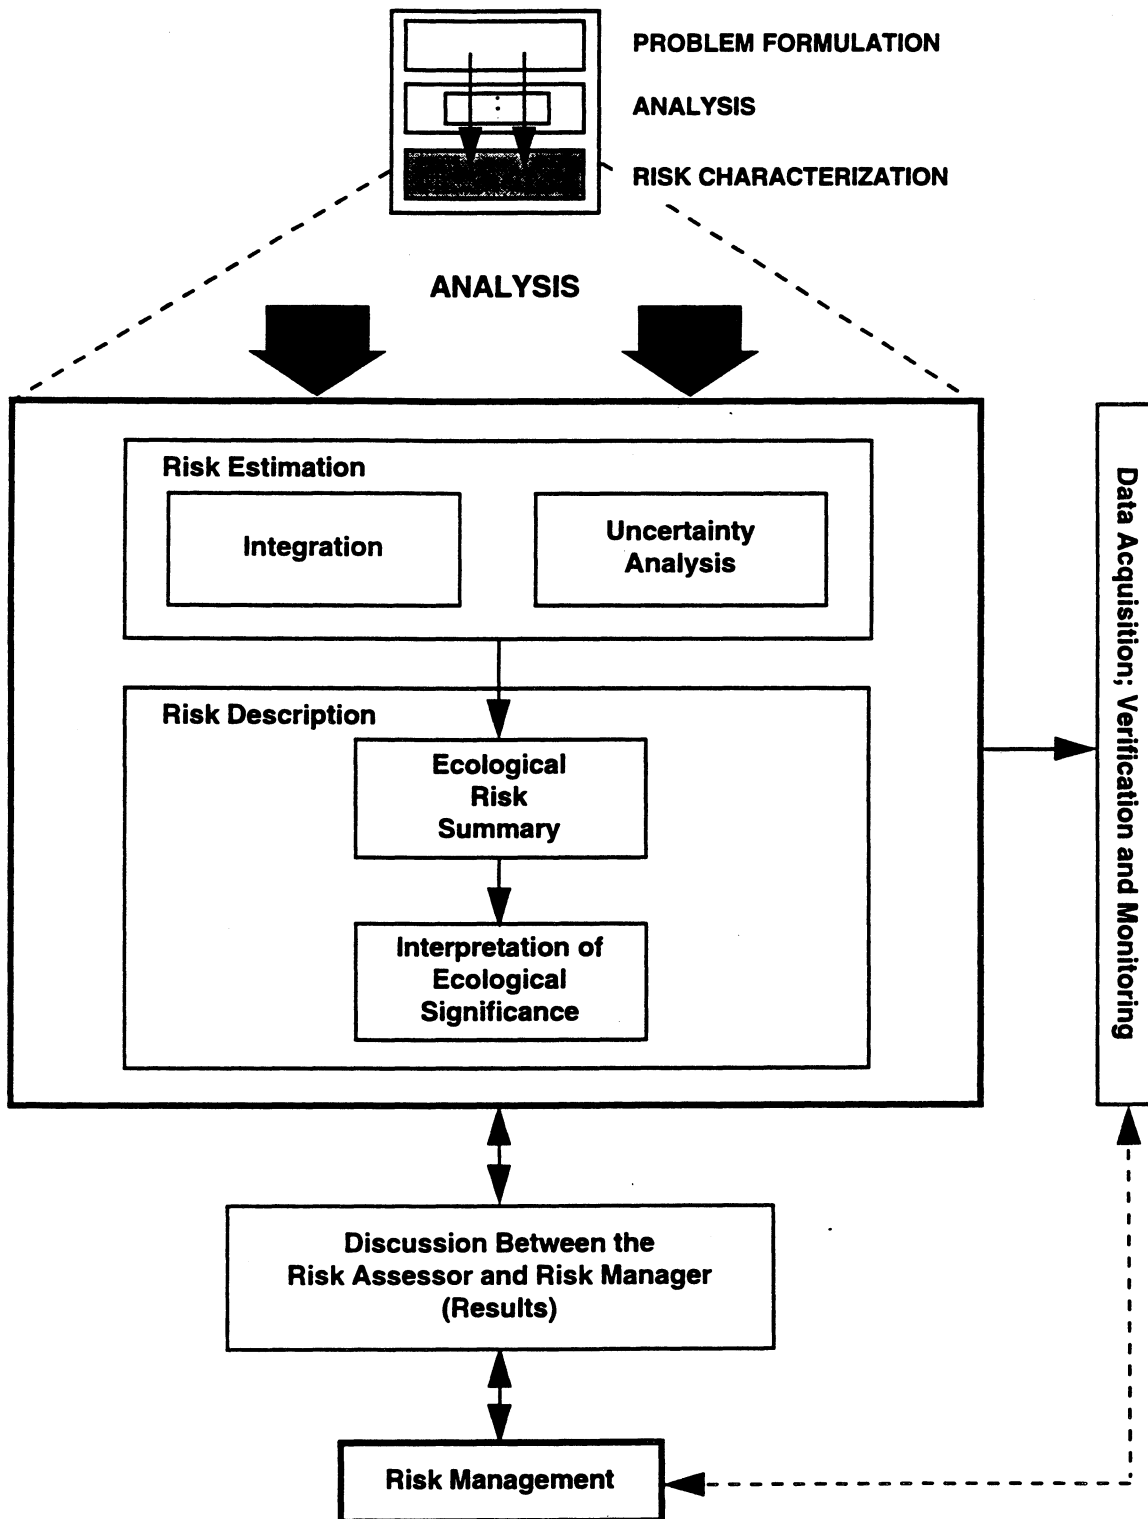 PROBLEM FORMULATION
ANALYSIS
RISK CHARACTERIZATION
ANALYSIS
Risk Estimation
Integration
Uncertainty
Analysis
Risk Description
Ecological
Risk
Summary
Interpretation of
Ecological
Significance
Data Acquisition; Verification and Monitoring
Discussion Between the
Risk Assessor and Risk Manager
(Results)
Risk Management